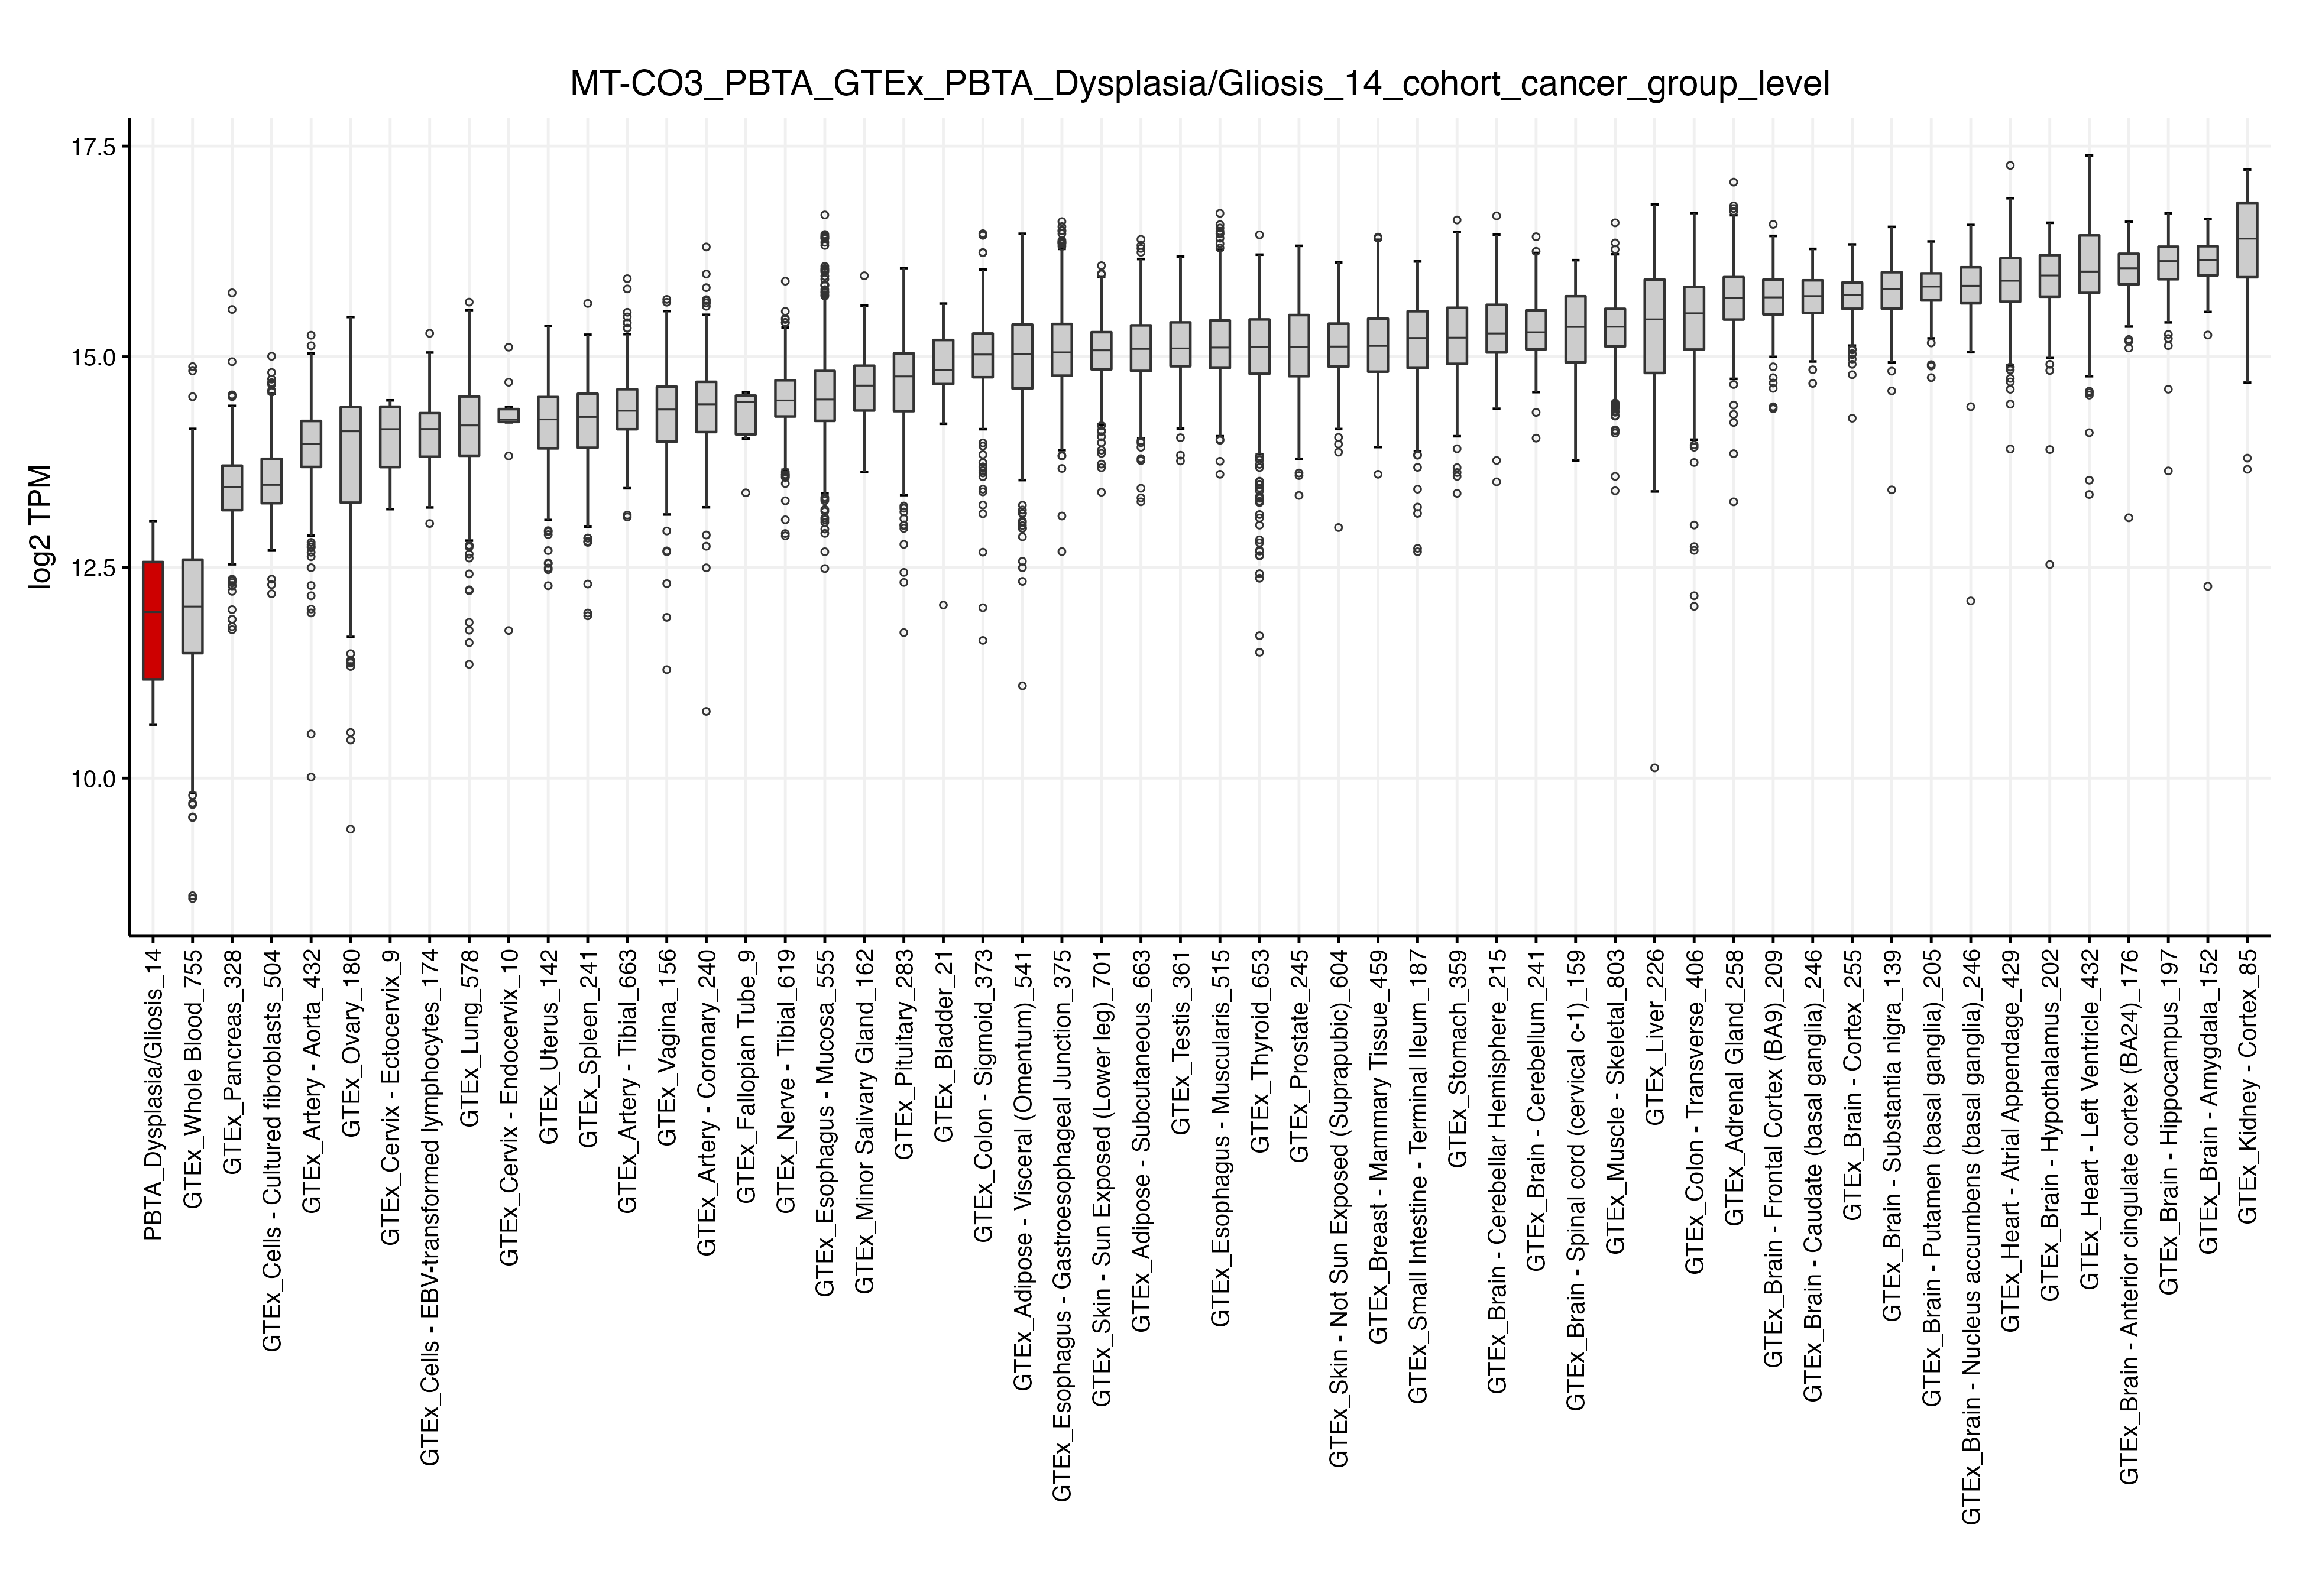 MT-CO3_PBTA_GTEx_PBTA_Dysplasia/Gliosis_14_cohort_cancer_group_level
log2 TPM
17.5
15.0
12.5
10.0
PBTA_Dysplasia/Gliosis_14
GTEx_Whole Blood_755
GTEx_Pancreas_328
GTEx_Cells - Cultured fibroblasts_504
GTEx_Artery - Aorta_432
GTEx_Ovary_180
GTEx_Cervix - Ectocervix_9
GTEx_Cells - EBV-transformed lymphocytes_174
GTEx_Lung_578
GTEx_Cervix - Endocervix_10
GTEx_Uterus_142
GTEx_Spleen_241
GTEx_Artery - Tibial_663
GTEx_Vagina_156
GTEx_Artery - Coronary_240
GTEx_Fallopian Tube_9
GTEx_Nerve - Tibial_619
GTEx_Esophagus - Mucosa_555
GTEx_Minor Salivary Gland_162
GTEx_Pituitary_283
GTEx_Bladder_21
GTEx_Colon - Sigmoid_373
GTEx_Adipose - Visceral (Omentum)_541
GTEx_Esophagus - Gastroesophageal Junction_375
GTEx_Skin - Sun Exposed (Lower leg)_701
GTEx_Adipose - Subcutaneous_663
GTEx_Testis_361
GTEx_Esophagus - Muscularis_515
GTEx_Thyroid_653
GTEx_Prostate_245
GTEx_Skin - Not Sun Exposed (Suprapubic)_604
GTEx_Breast - Mammary Tissue_459
GTEx_Small Intestine - Terminal Ileum_187
GTEx_Stomach_359
GTEx_Brain - Cerebellar Hemisphere_215
GTEx_Brain - Cerebellum_241
GTEx_Brain - Spinal cord (cervical c-1)_159
GTEx_Muscle - Skeletal_803
GTEx_Liver_226
GTEx_Colon - Transverse_406
GTEx_Adrenal Gland_258
GTEx_Brain - Frontal Cortex (BA9)_209
GTEx_Brain - Caudate (basal ganglia)_246
GTEx_Brain - Cortex_255
GTEx_Brain - Substantia nigra_139
GTEx_Brain - Putamen (basal ganglia)_205
GTEx_Brain - Nucleus accumbens (basal ganglia)_246
GTEx_Heart - Atrial Appendage_429
GTEx_Brain - Hypothalamus_202
GTEx_Heart - Left Ventricle_432
GTEx_Brain - Anterior cingulate cortex (BA24)_176
GTEx_Brain - Hippocampus_197
GTEx_Brain - Amygdala_152
GTEx_Kidney - Cortex_85